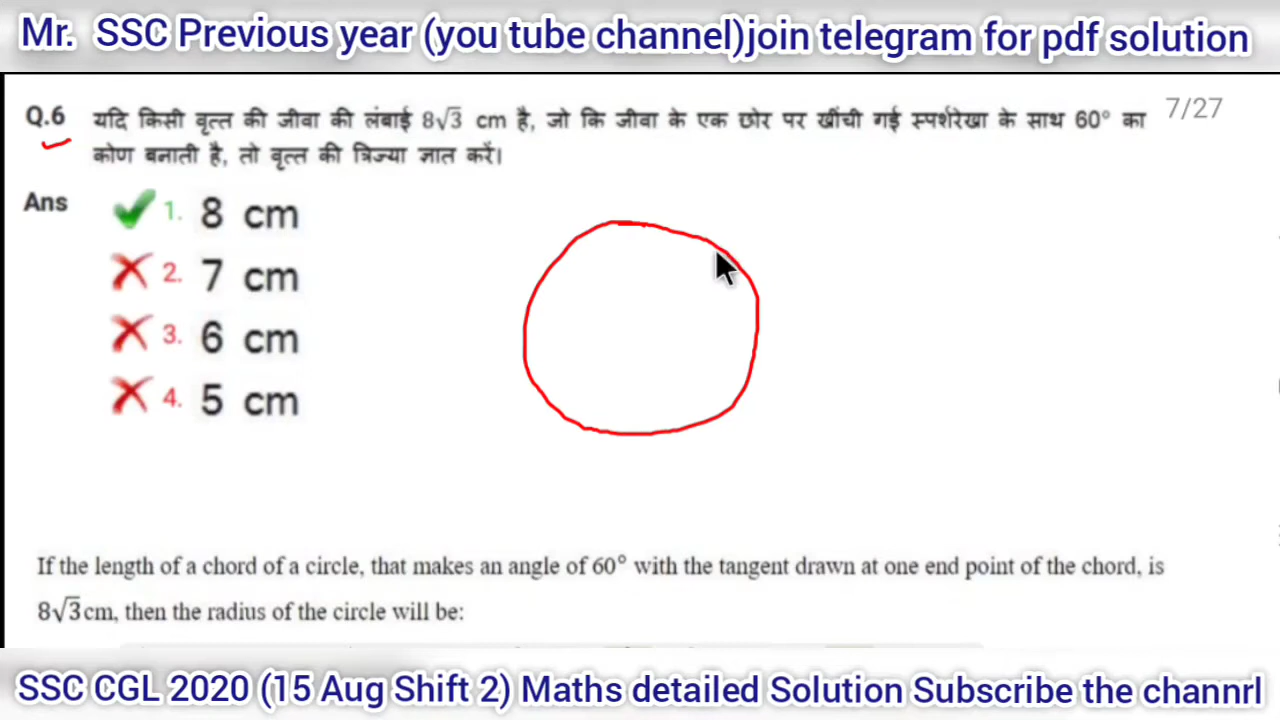 Mr. SSC Previous year (you tube channel)join telegram for pdf solution
Q.6 यदि किसी वृत्त की जीवा की लंबाई 8√3 cm है, जो कि जीवा के एक छोर पर खींची गई स्पर्शरेखा के साथ 60° का 7/27
कोण बनाती है, तो वृत्त की त्रिज्या ज्ञात करें।
Ans 1. 8 cm
2. 7 cm
3. 6 cm
4. 5 cm
If the length of a chord of a circle, that makes an angle of 60° with the tangent drawn at one end point of the chord, is
8√3cm, then the radius of the circle will be:
SSC CGL 2020 (15 Aug Shift 2) Maths detailed Solution Subscribe the channrl